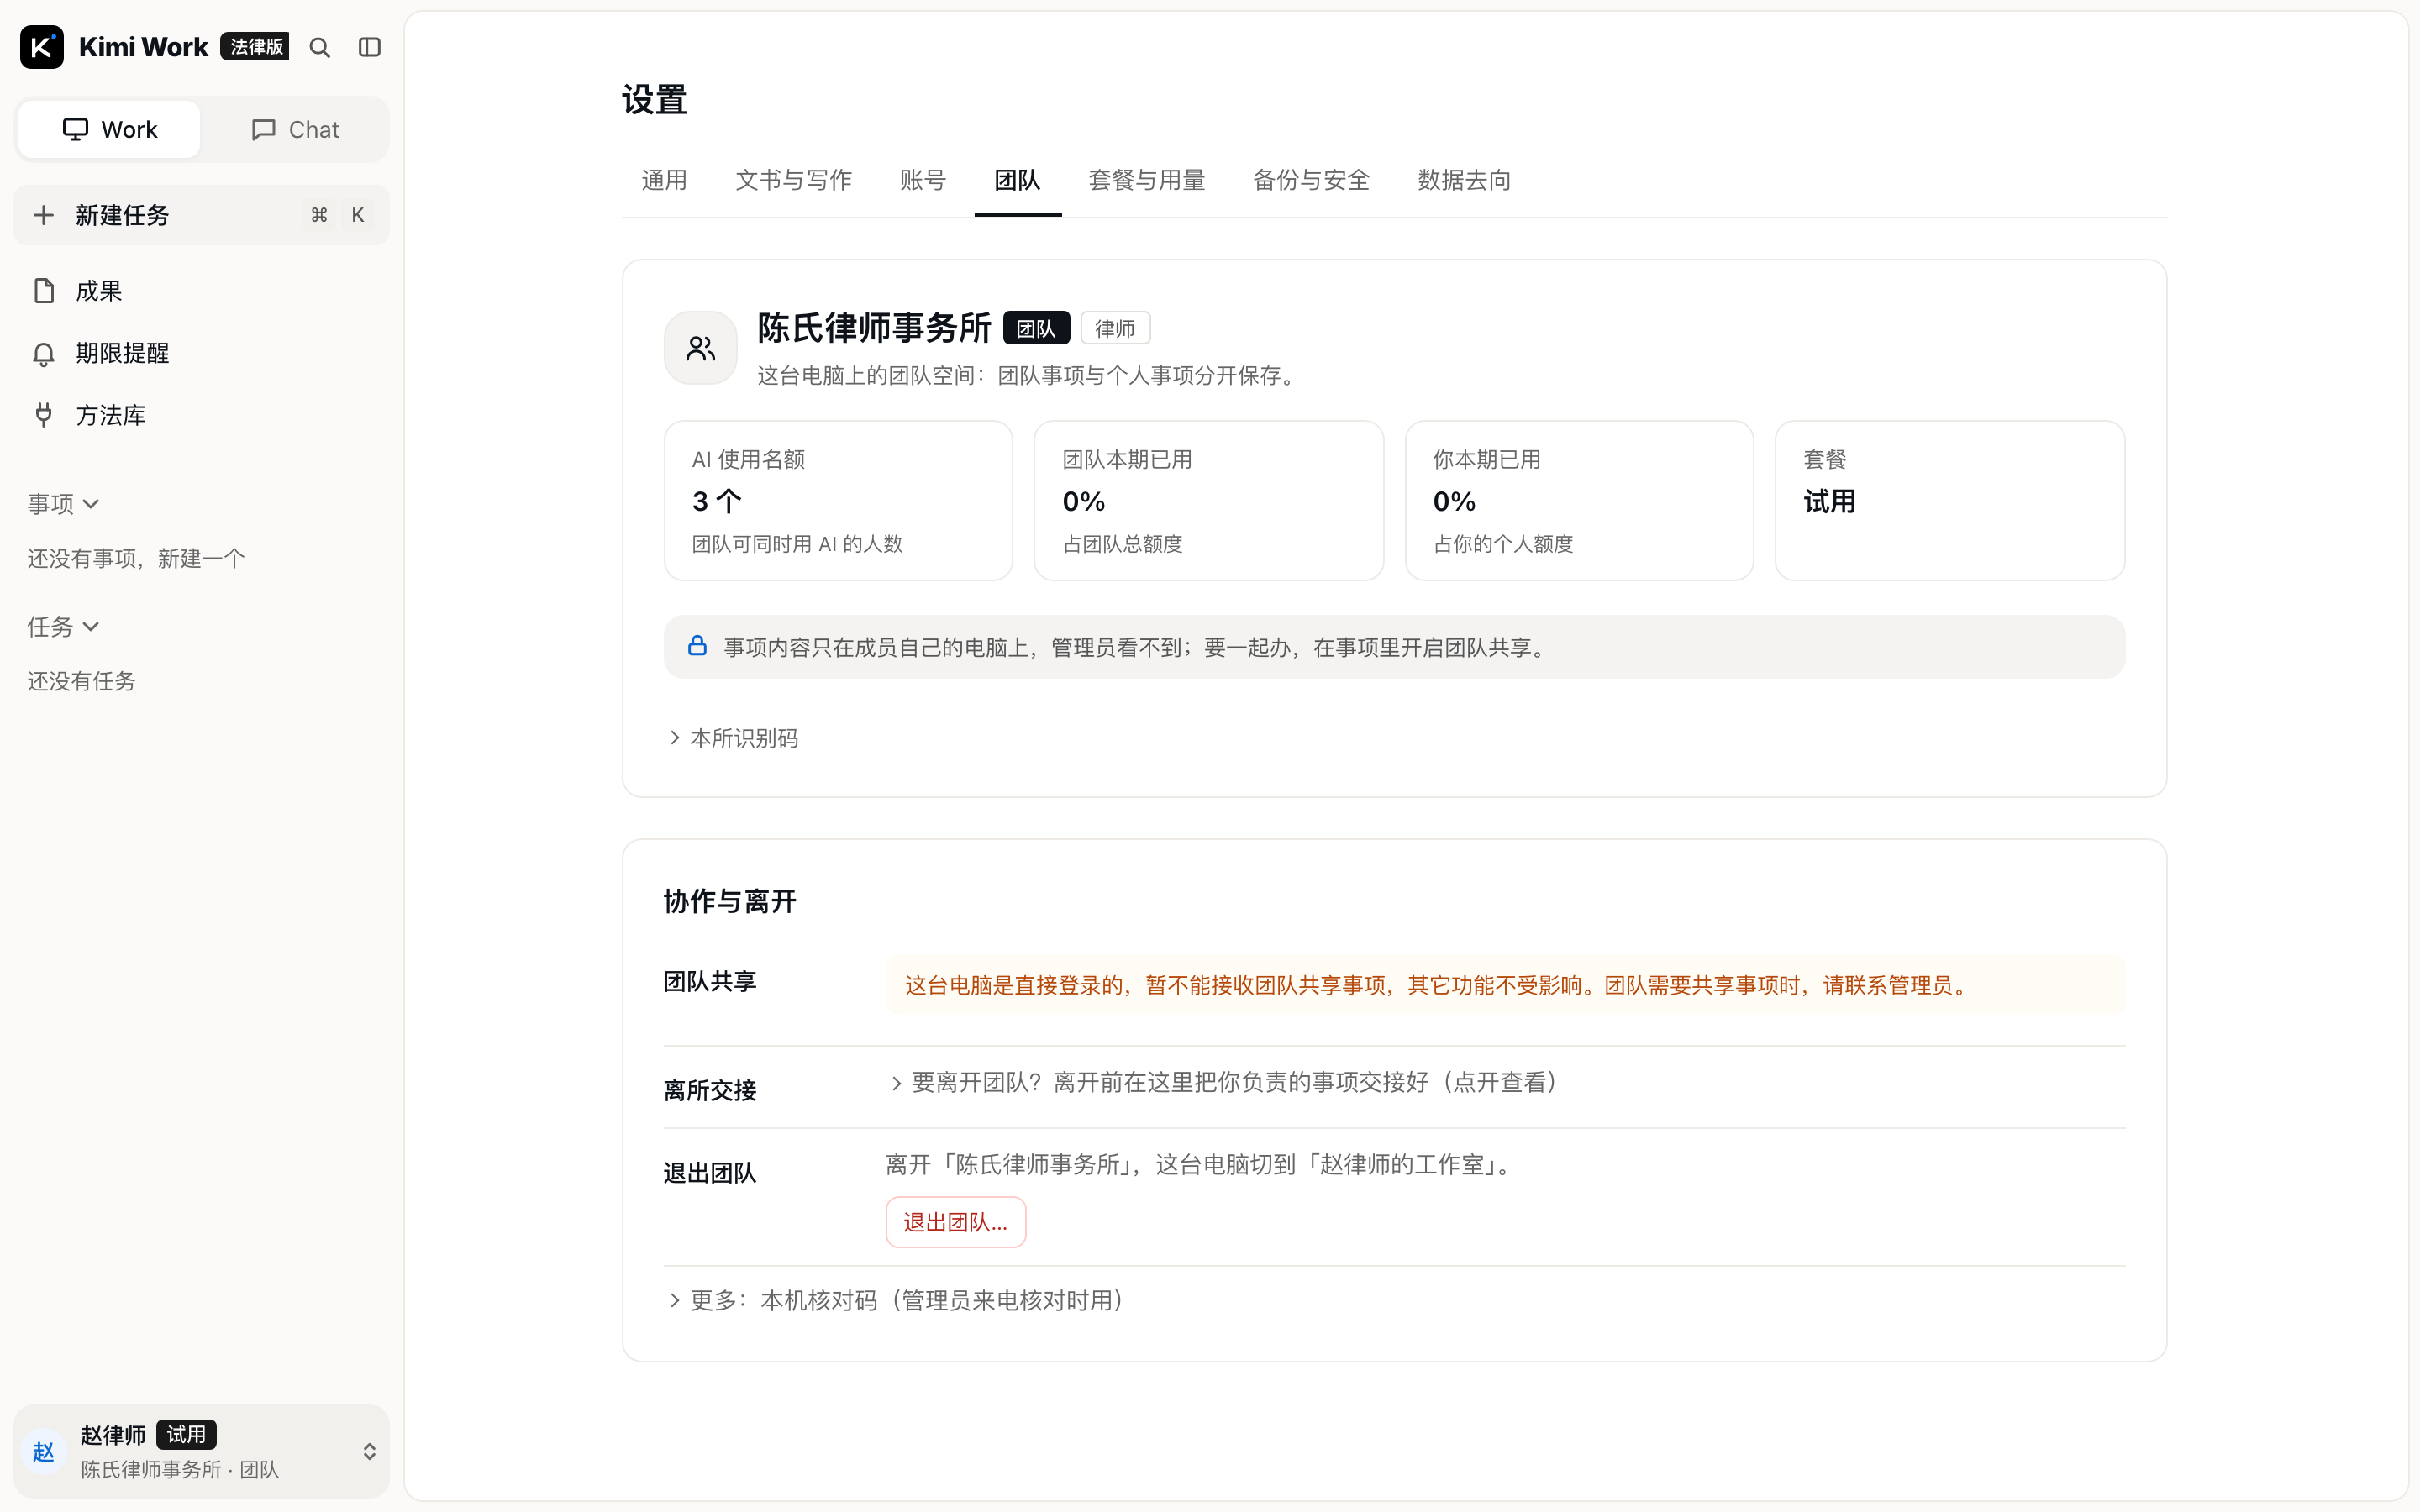 Kimi Work 法律版
Work
Chat
新建任务 ⌘ K
成果
期限提醒
方法库
事项
还没有事项，新建一个
任务
还没有任务
赵
赵律师 试用
陈氏律师事务所 · 团队
设置
通用 文书与写作 账号 团队 套餐与用量 备份与安全 数据去向
陈氏律师事务所 团队 律师
这台电脑上的团队空间：团队事项与个人事项分开保存。
AI 使用名额
3 个
团队可同时用 AI 的人数
团队本期已用
0%
占团队总额度
你本期已用
0%
占你的个人额度
套餐
试用
事项内容只在成员自己的电脑上，管理员看不到；要一起办，在事项里开启团队共享。
本所识别码
协作与离开
团队共享
这台电脑是直接登录的，暂不能接收团队共享事项，其它功能不受影响。团队需要共享事项时，请联系管理员。
离所交接
要离开团队？离开前在这里把你负责的事项交接好（点开查看）
退出团队
离开「陈氏律师事务所」，这台电脑切到「赵律师的工作室」。
退出团队...
更多：本机核对码（管理员来电核对时用）